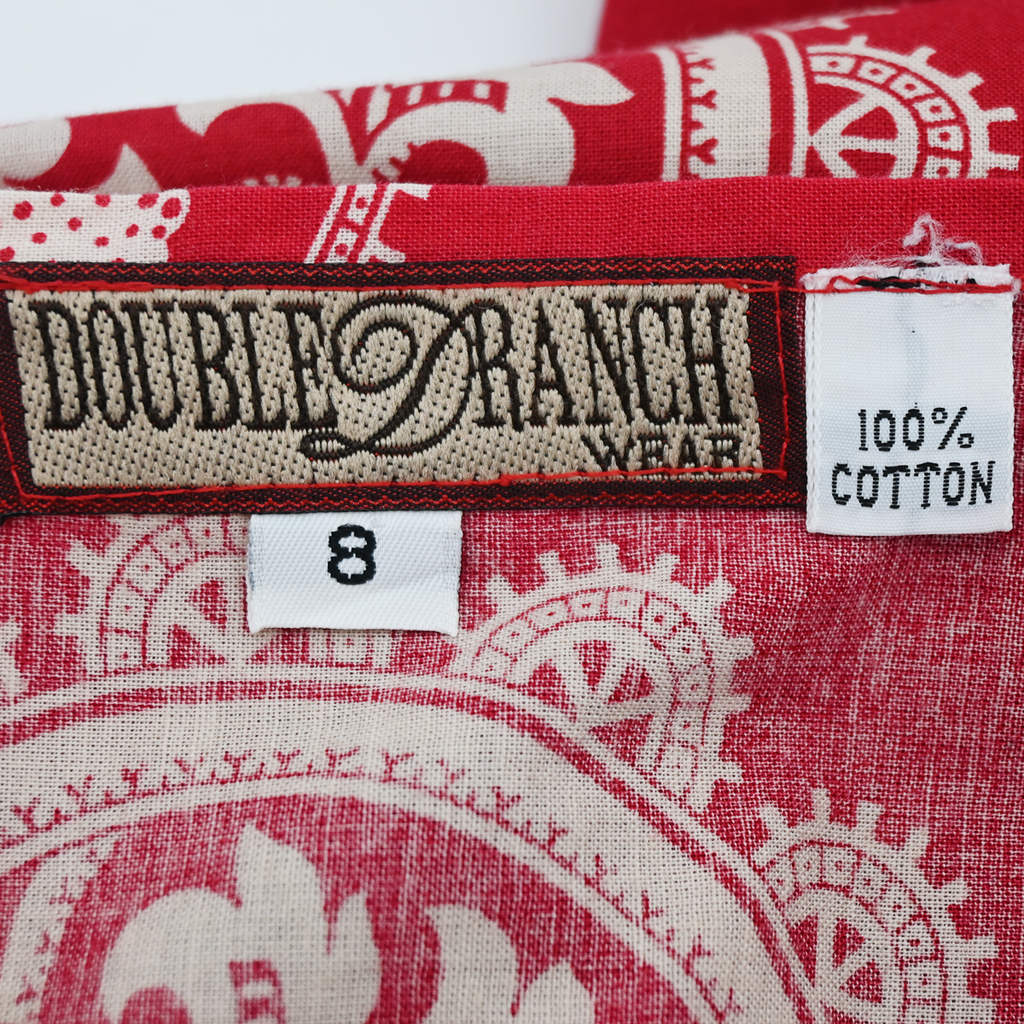 DOUBLE D RANCH
WEAR
100%
COTTON
8